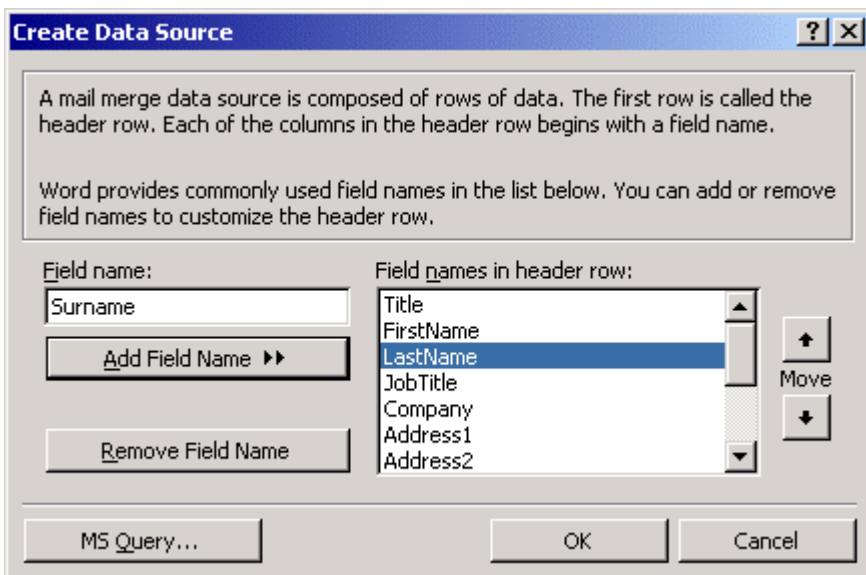 Create Data Source
A mail merge data source is composed of rows of data. The first row is called the
header row. Each of the columns in the header row begins with a field name.
Word provides commonly used field names in the list below. You can add or remove
field names to customize the header row.
Field name:
Surname
Add Field Name
Remove Field Name
Field names in header row:
Title
FirstName
LastName
JobTitle
Company
Address1
Address2
Move
MS Query...
OK
Cancel